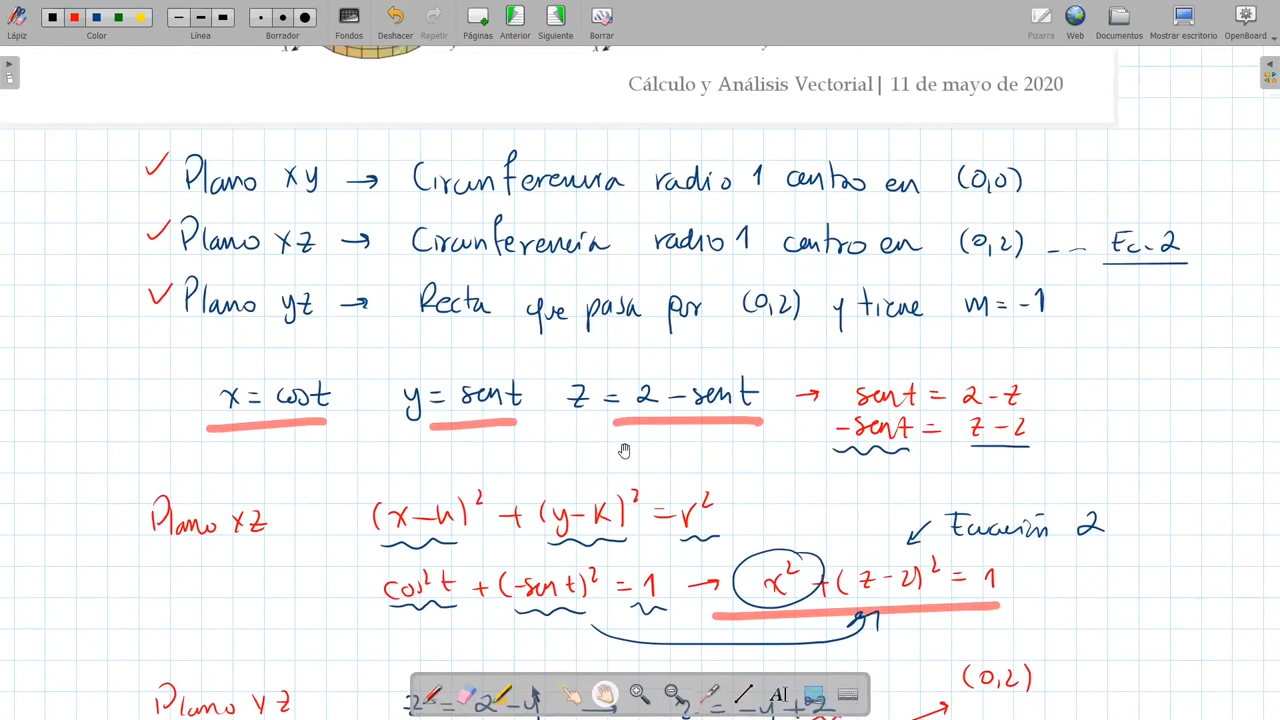 Lápiz Color Línea Borrador Fondos Deshacer Repetir Páginas Anterior Siguiente Borrar Pizarra Web Documentos Mostrar escritorio OpenBoard
Cálculo y Análisis Vectorial| 11 de mayo de 2020
✓ Plano xy → Circunferencia radio 1 centro en (0,0)
✓ Plano xz → Circunferencia radio 1 centro en (0,2) -- Ec-2
✓ Plano yz → Recta que pasa por (0,2) y tiene m = -1
x = cost y = sent z = 2 - sent → sent = 2 - z
-sent = z - 2
Plano xz (x-h)² + (y-k)² = r² Ecuación 2
cos²t + (-sent)² = 1 → x² + (z-2)² = 1
(0,2)
Plano yz z = -y + 2